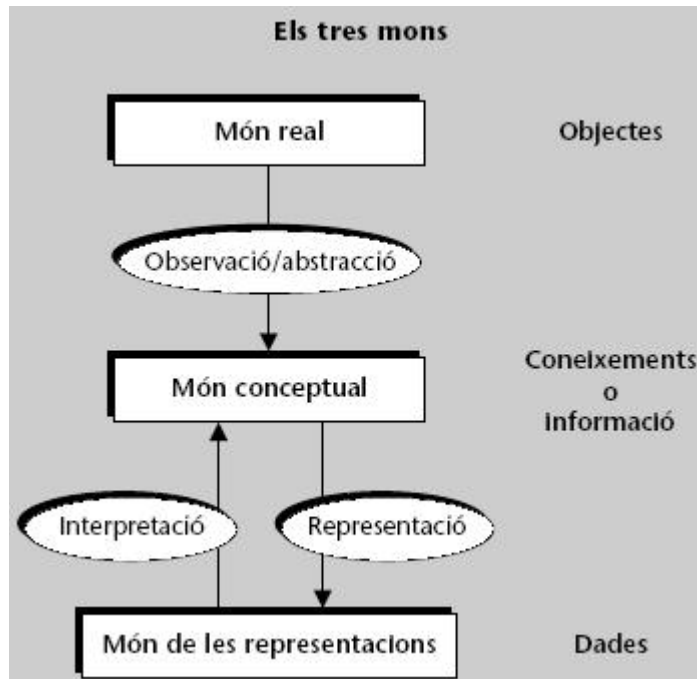 Els tres mons
Món real
Objectes
Observació/abstracció
Món conceptual
Coneixements
o
informació
Interpretació
Representació
Món de les representacions
Dades